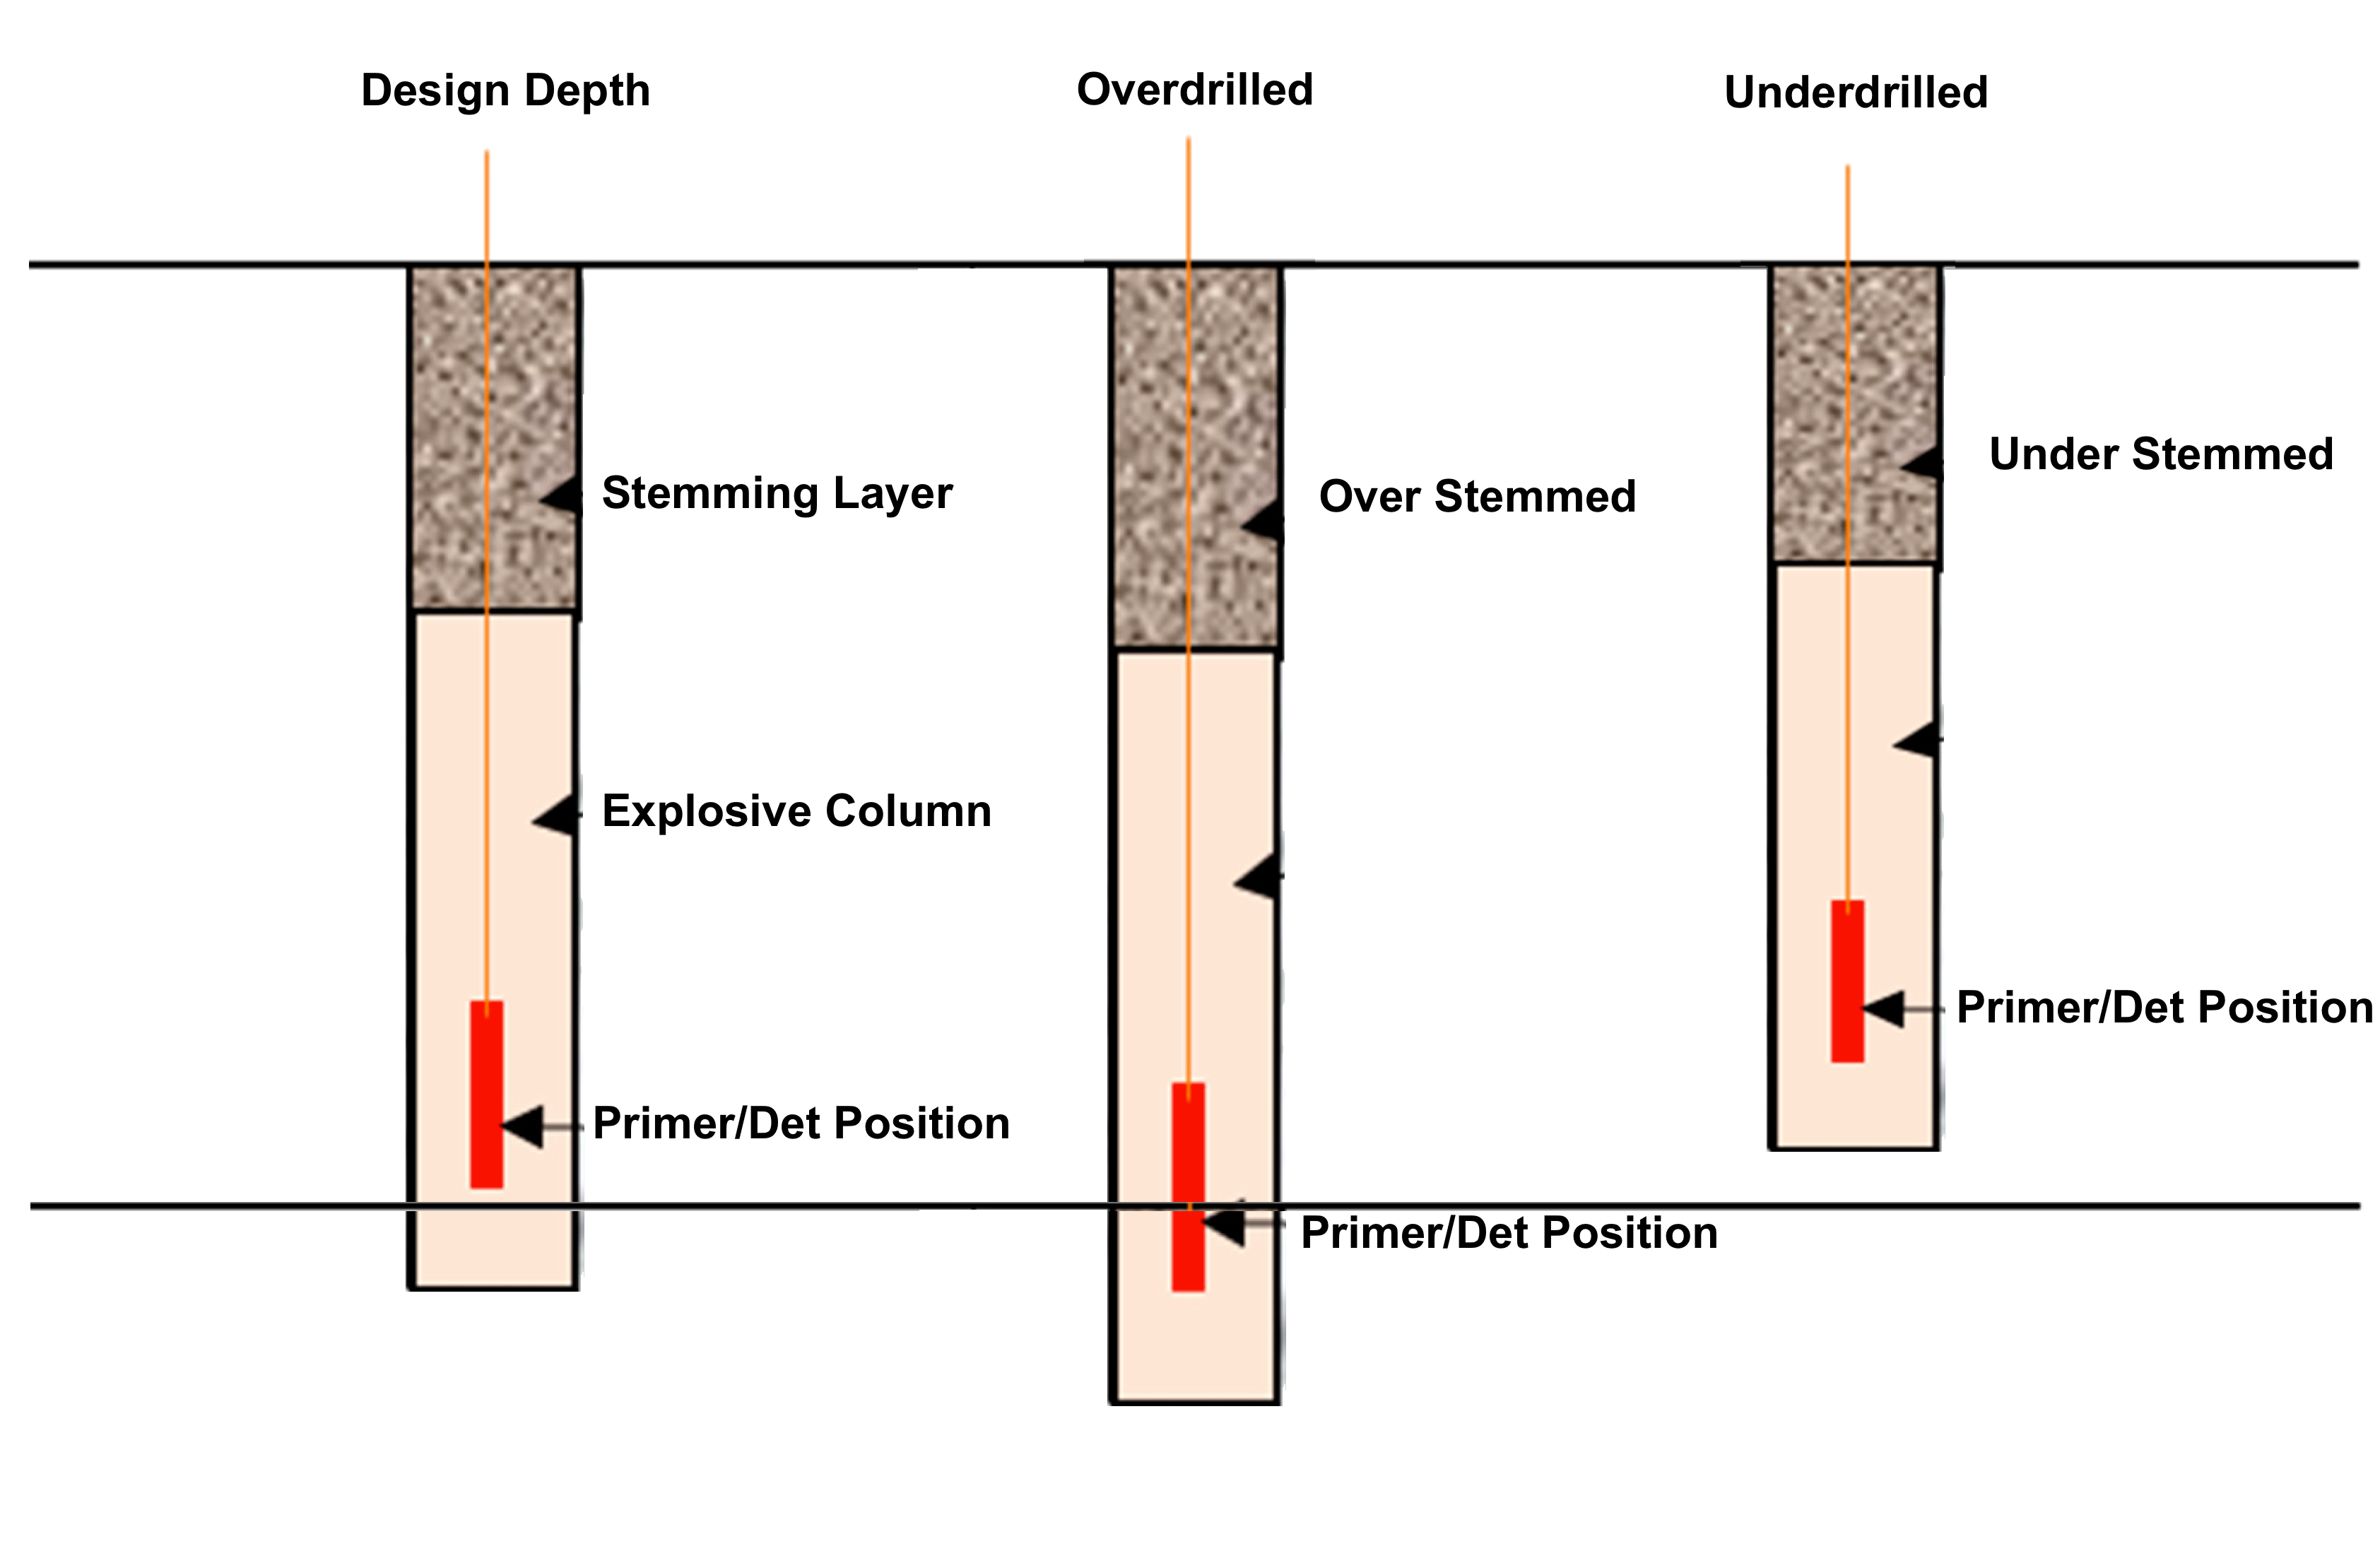 Design Depth
Overdrilled
Underdrilled
Stemming Layer
Over Stemmed
Under Stemmed
Explosive Column
Primer/Det Position
Primer/Det Position
Primer/Det Position